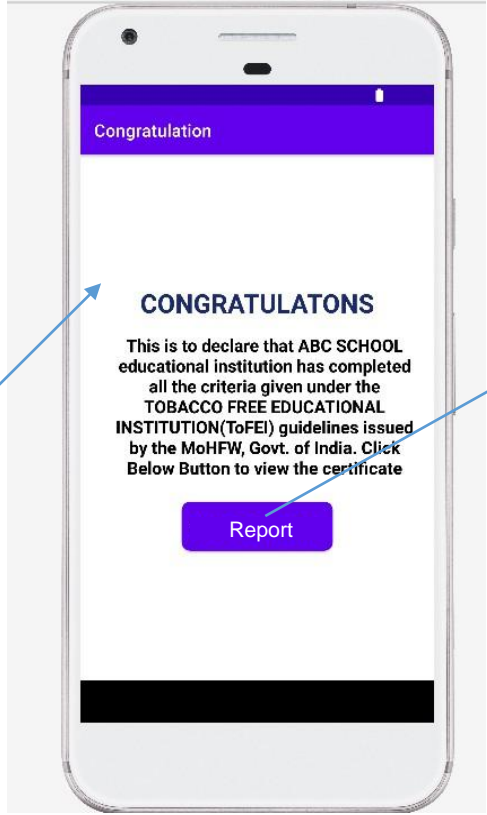 Congratulation
CONGRATULATONS
This is to declare that ABC SCHOOL
educational institution has completed
all the criteria given under the
TOBACCO FREE EDUCATIONAL
INSTITUTION(ToFEI) guidelines issued
by the MoHFW, Govt. of India. Click
Below Button to view the certificate
Report